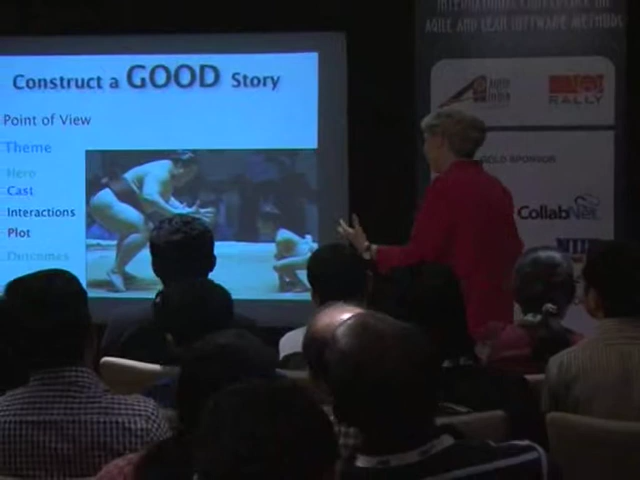 INTERNATIONAL CONFERENCE ON
AGILE AND LEAN SOFTWARE METHODS
Construct a GOOD Story
Point of View
Theme
Hero
Cast
Interactions
Plot
Outcomes
RALLY
GOLD SPONSOR
CollabNet